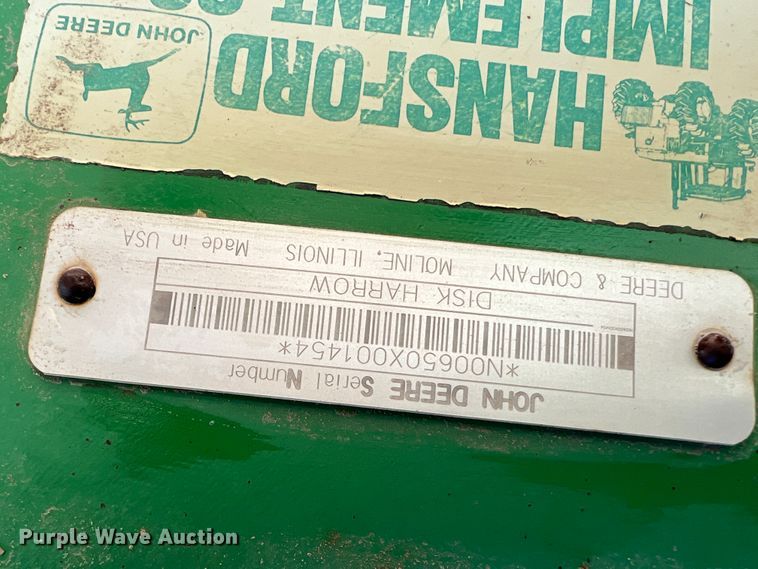 HANSFORD
IMPLEMENT CO
JOHN DEERE
JOHN DEERE Serial Number
*N00650X001454*
DISK HARROW
DEERE & COMPANY MOLINE, ILLINOIS Made in USA
Purple Wave Auction